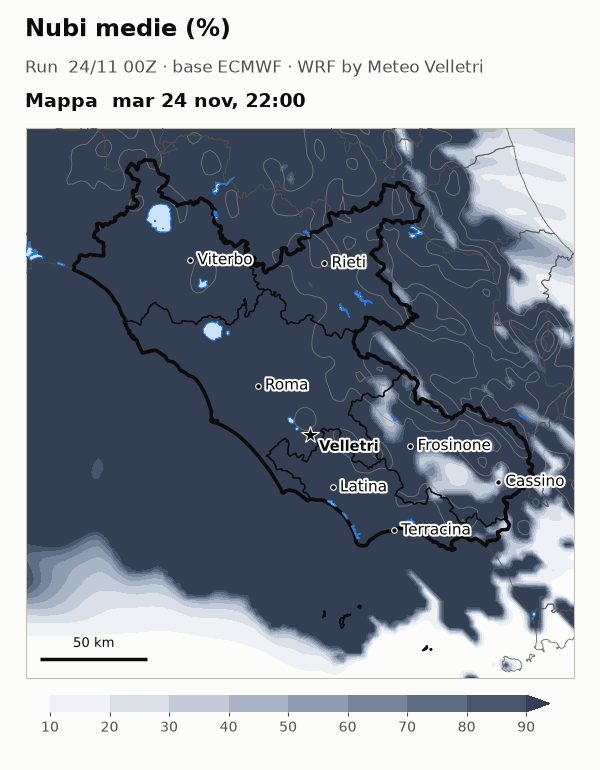 Nubi medie (%)
Run  24/11 00Z · base ECMWF · WRF by Meteo Velletri
Mappa  mar 24 nov, 22:00
Viterbo
Rieti
Roma
Velletri
Frosinone
Cassino
Latina
Terracina
50 km
10 20 30 40 50 60 70 80 90